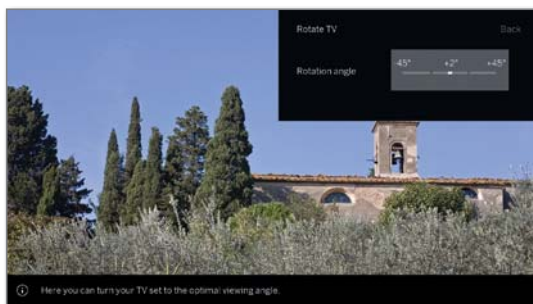 Rotate TV Back
Rotation angle
-45° +2° +45°
Here you can turn your TV set to the optimal viewing angle.